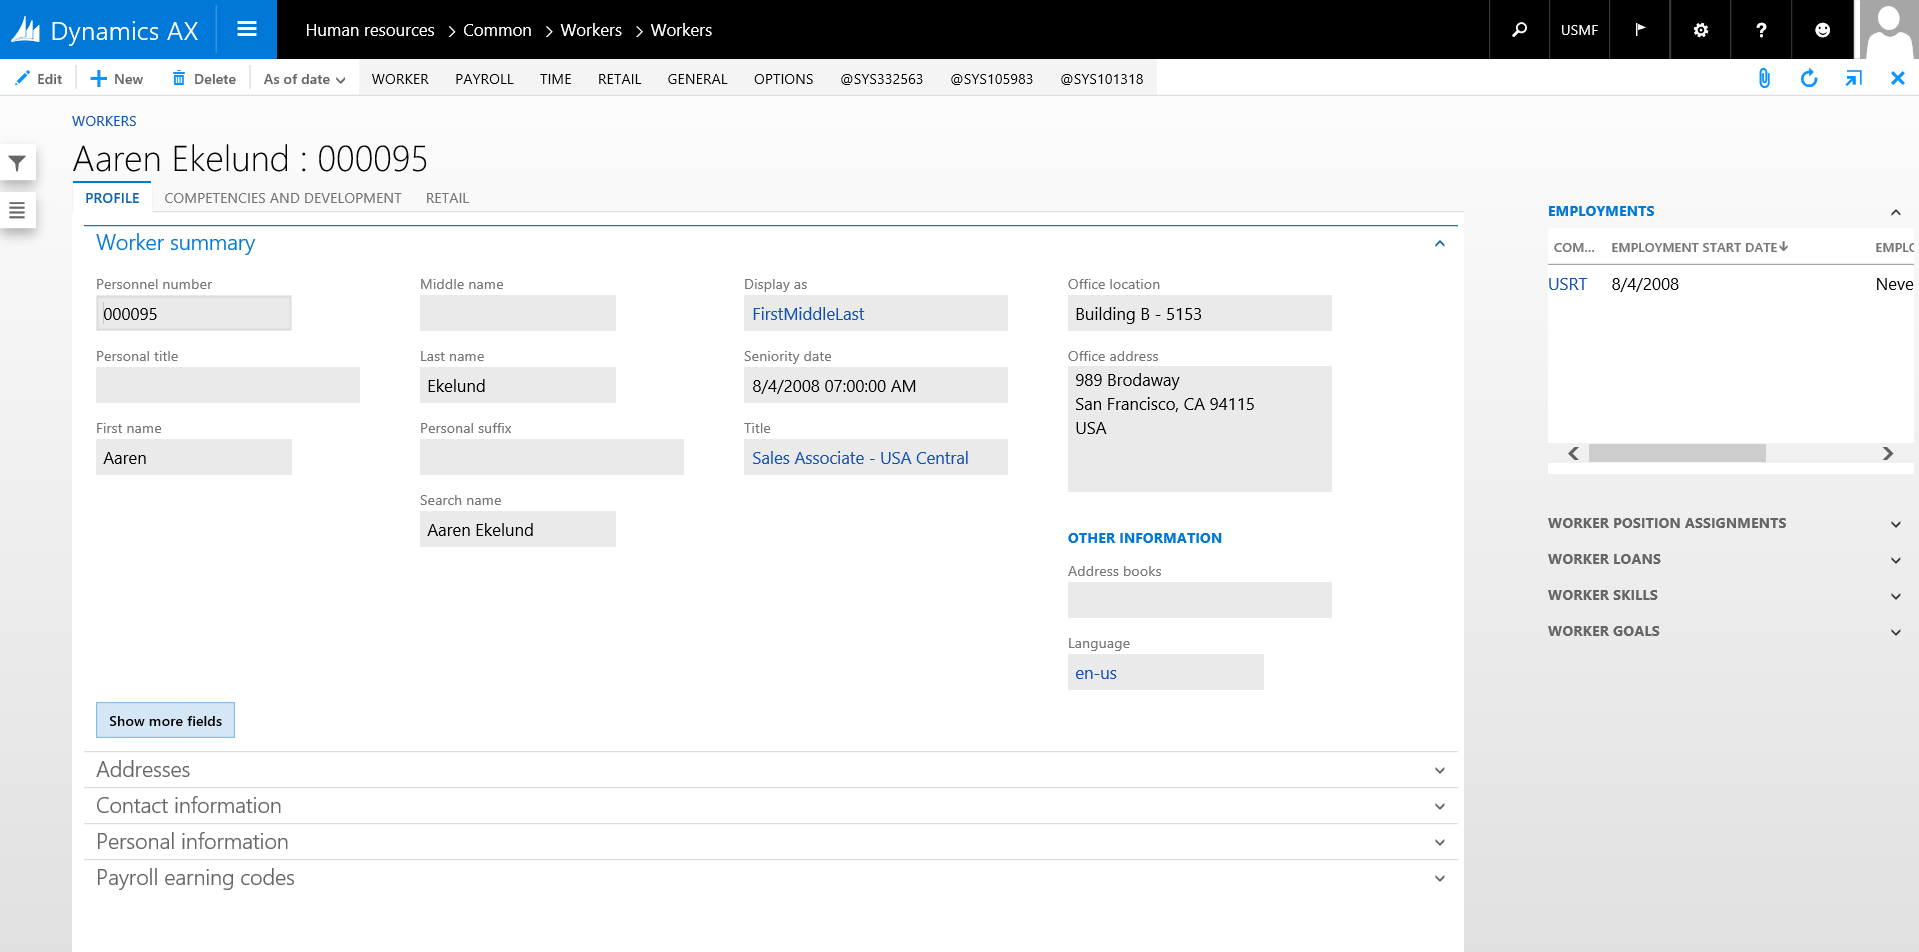 Dynamics AX
Human resources > Common > Workers > Workers
USMF
?
Edit
New
Delete
As of date
WORKER
PAYROLL
TIME
RETAIL
GENERAL
OPTIONS
@SYS332563
@SYS105983
@SYS101318
WORKERS
Aaren Ekelund : 000095
PROFILE
COMPETENCIES AND DEVELOPMENT
RETAIL
Worker summary
Personnel number
000095
Personal title
First name
Aaren
Middle name
Last name
Ekelund
Personal suffix
Search name
Aaren Ekelund
Display as
FirstMiddleLast
Seniority date
8/4/2008 07:00:00 AM
Title
Sales Associate - USA Central
Office location
Building B - 5153
Office address
989 Brodaway
San Francisco, CA 94115
USA
OTHER INFORMATION
Address books
Language
en-us
Show more fields
Addresses
Contact information
Personal information
Payroll earning codes
EMPLOYMENTS
COM...
EMPLOYMENT START DATE
EMPLO
USRT
8/4/2008
Neve
WORKER POSITION ASSIGNMENTS
WORKER LOANS
WORKER SKILLS
WORKER GOALS